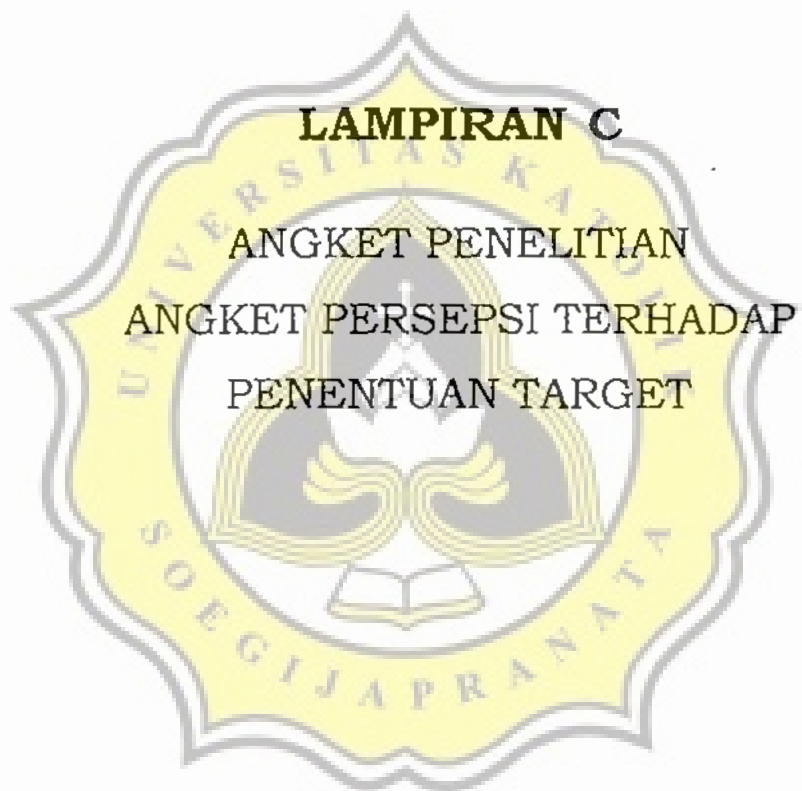 LAMPIRAN C
ANGKET PENELITIAN
ANGKET PERSEPSI TERHADAP
PENENTUAN TARGET
UNIVERSITAS KATOLIK
SOEGIJAPRANATA